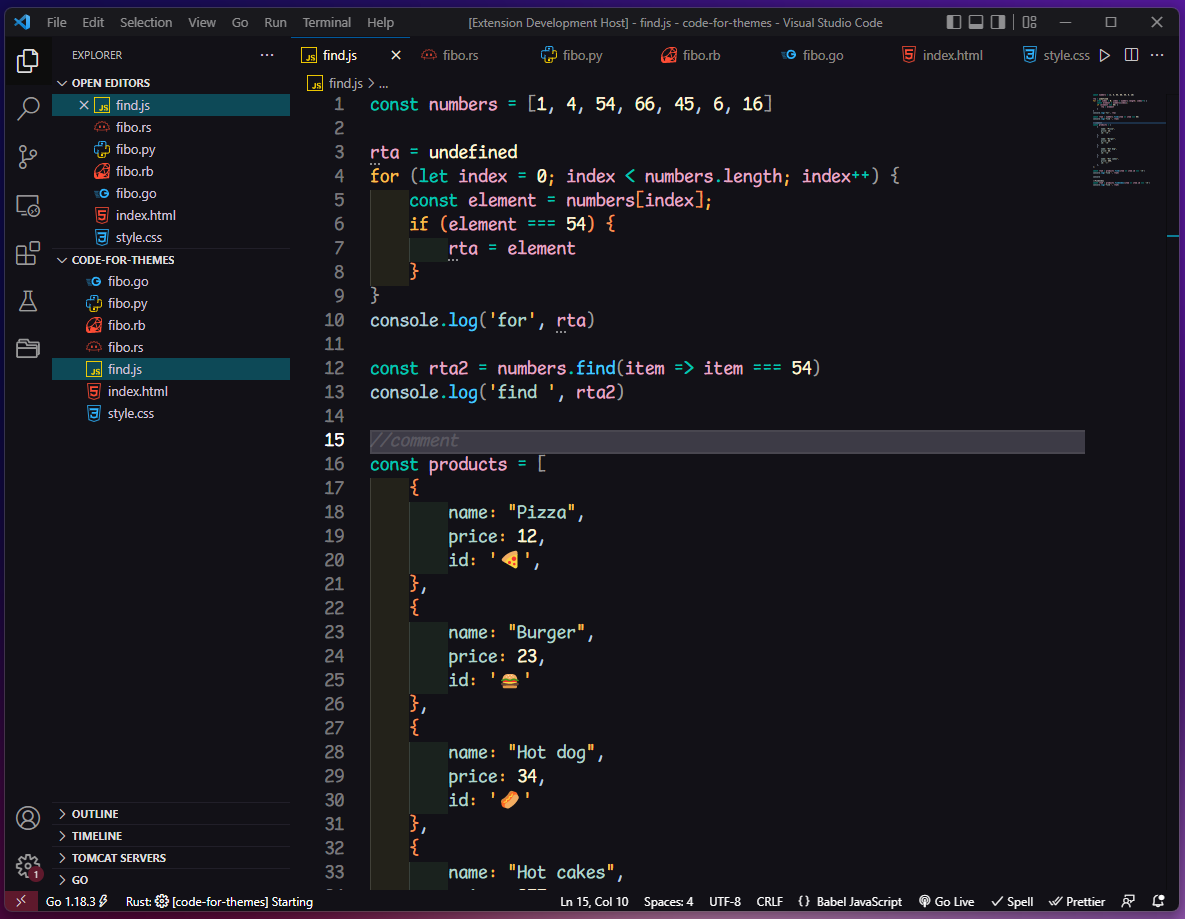 File Edit Selection View Go Run Terminal Help [Extension Development Host] - find.js - code-for-themes - Visual Studio Code
EXPLORER
OPEN EDITORS
find.js
fibo.rs
fibo.py
fibo.rb
fibo.go
index.html
style.css
CODE-FOR-THEMES
fibo.go
fibo.py
fibo.rb
fibo.rs
find.js
index.html
style.css
OUTLINE
TIMELINE
TOMCAT SERVERS
GO
1
find.js fibo.rs fibo.py fibo.rb fibo.go index.html style.css
find.js > ...
1 const numbers = [1, 4, 54, 66, 45, 6, 16]
2
3 rta = undefined
4 for (let index = 0; index < numbers.length; index++) {
5 const element = numbers[index];
6 if (element === 54) {
7 rta = element
8 }
9 }
10 console.log('for', rta)
11
12 const rta2 = numbers.find(item => item === 54)
13 console.log('find ', rta2)
14
15 //comment
16 const products = [
17 {
18 name: "Pizza",
19 price: 12,
20 id: '🍕',
21 },
22 {
23 name: "Burger",
24 price: 23,
25 id: '🍔'
26 },
27 {
28 name: "Hot dog",
29 price: 34,
30 id: '🌭'
31 },
32 {
33 name: "Hot cakes",
Go 1.18.3 Rust: [code-for-themes] Starting Ln 15, Col 10 Spaces: 4 UTF-8 CRLF {} Babel JavaScript Go Live Spell Prettier